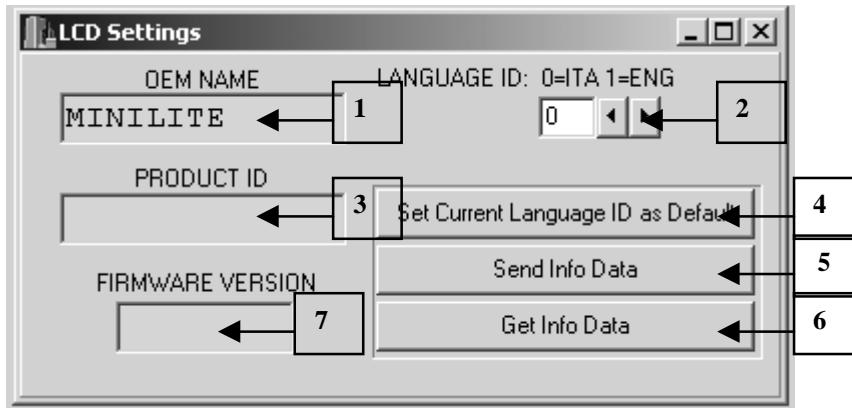 LCD Settings
OEM NAME
LANGUAGE ID: 0=ITA 1=ENG
MINILITE
1
0
2
PRODUCT ID
3
Set Current Language ID as Default
4
Send Info Data
5
FIRMWARE VERSION
7
Get Info Data
6